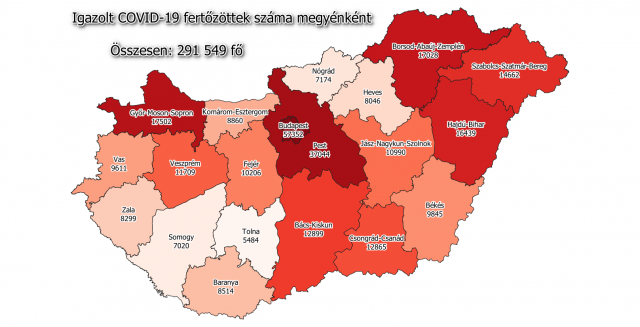 Igazolt COVID-19 fertőzöttek száma megyénként
Összesen: 291 549 fő
Borsod-Abaúj-Zemplén
17028
Szabolcs-Szatmár-Bereg
14662
Nógrád
7174
Heves
8046
Győr-Moson-Sopron
17502
Komárom-Esztergom
8860
Budapest
57352
Pest
37044
Hajdú-Bihar
16439
Jász-Nagykun-Szolnok
10990
Vas
9611
Veszprém
11709
Fejér
10206
Békés
9845
Zala
8299
Somogy
7020
Tolna
5484
Bács-Kiskun
12899
Csongrád-Csanád
12865
Baranya
8514